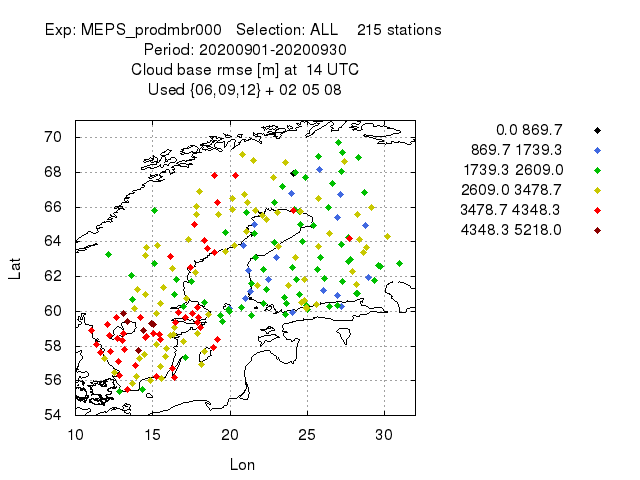 Exp: MEPS_prodmbr000 Selection: ALL 215 stations
Period: 20200901-20200930
Cloud base rmse [m] at 14 UTC
Used {06,09,12} + 02 05 08
0.0 869.7
869.7 1739.3
1739.3 2609.0
2609.0 3478.7
3478.7 4348.3
4348.3 5218.0
70
68
66
64
62
60
58
56
54
Lat
10 15 20 25 30
Lon